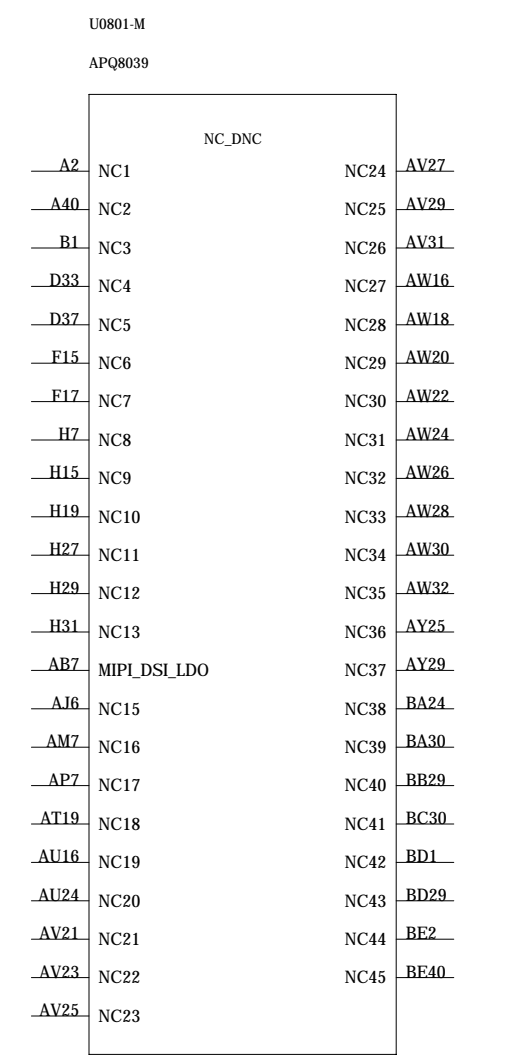 U0801-M
APQ8039
NC_DNC
A2 NC1 NC24 AV27
A40 NC2 NC25 AV29
B1 NC3 NC26 AV31
D33 NC4 NC27 AW16
D37 NC5 NC28 AW18
F15 NC6 NC29 AW20
F17 NC7 NC30 AW22
H7 NC8 NC31 AW24
H15 NC9 NC32 AW26
H19 NC10 NC33 AW28
H27 NC11 NC34 AW30
H29 NC12 NC35 AW32
H31 NC13 NC36 AY25
AB7 MIPI_DSI_LDO NC37 AY29
AJ6 NC15 NC38 BA24
AM7 NC16 NC39 BA30
AP7 NC17 NC40 BB29
AT19 NC18 NC41 BC30
AU16 NC19 NC42 BD1
AU24 NC20 NC43 BD29
AV21 NC21 NC44 BE2
AV23 NC22 NC45 BE40
AV25 NC23